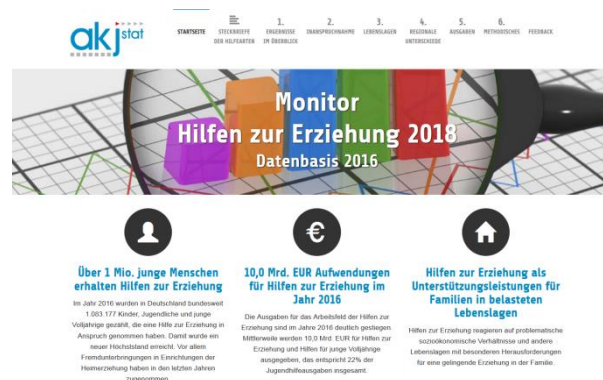 akj stat
STARTSEITE
STECKBRIEFE
DER HILFEARTEN
1.
ERGEBNISSE
IM ÜBERBLICK
2.
INANSPRUCHNAHME
3.
LEBENSLAGEN
4.
REGIONALE
UNTERSCHIEDE
5.
AUSGABEN
6.
METHODISCHES
FEEDBACK
Monitor
Hilfen zur Erziehung 2018
Datenbasis 2016
Über 1 Mio. junge Menschen
erhalten Hilfen zur Erziehung
Im Jahr 2016 wurden in Deutschland bundesweit
1.083.177 Kinder, Jugendliche und junge
Volljährige gezählt, die eine Hilfe zur Erziehung in
Anspruch genommen haben. Damit wurde ein
neuer Höchststand erreicht. Vor allem
Fremdunterbringungen in Einrichtungen der
Heimerziehung haben in den letzten Jahren
zugenommen.
€
10,0 Mrd. EUR Aufwendungen
für Hilfen zur Erziehung im
Jahr 2016
Die Ausgaben für das Arbeitsfeld der Hilfen zur
Erziehung sind im Jahre 2016 deutlich gestiegen.
Mittlerweile werden 10,0 Mrd. EUR für Hilfen zur
Erziehung und Hilfen für junge Volljährige
ausgegeben, das entspricht 22% der
Jugendhilfeausgaben insgesamt.
Hilfen zur Erziehung als
Unterstützungsleistungen für
Familien in belasteten
Lebenslagen
Hilfen zur Erziehung reagieren auf problematische
sozioökonomische Verhältnisse und andere
Lebenslagen mit besonderen Herausforderungen
für eine gelingende Erziehung in der Familie.